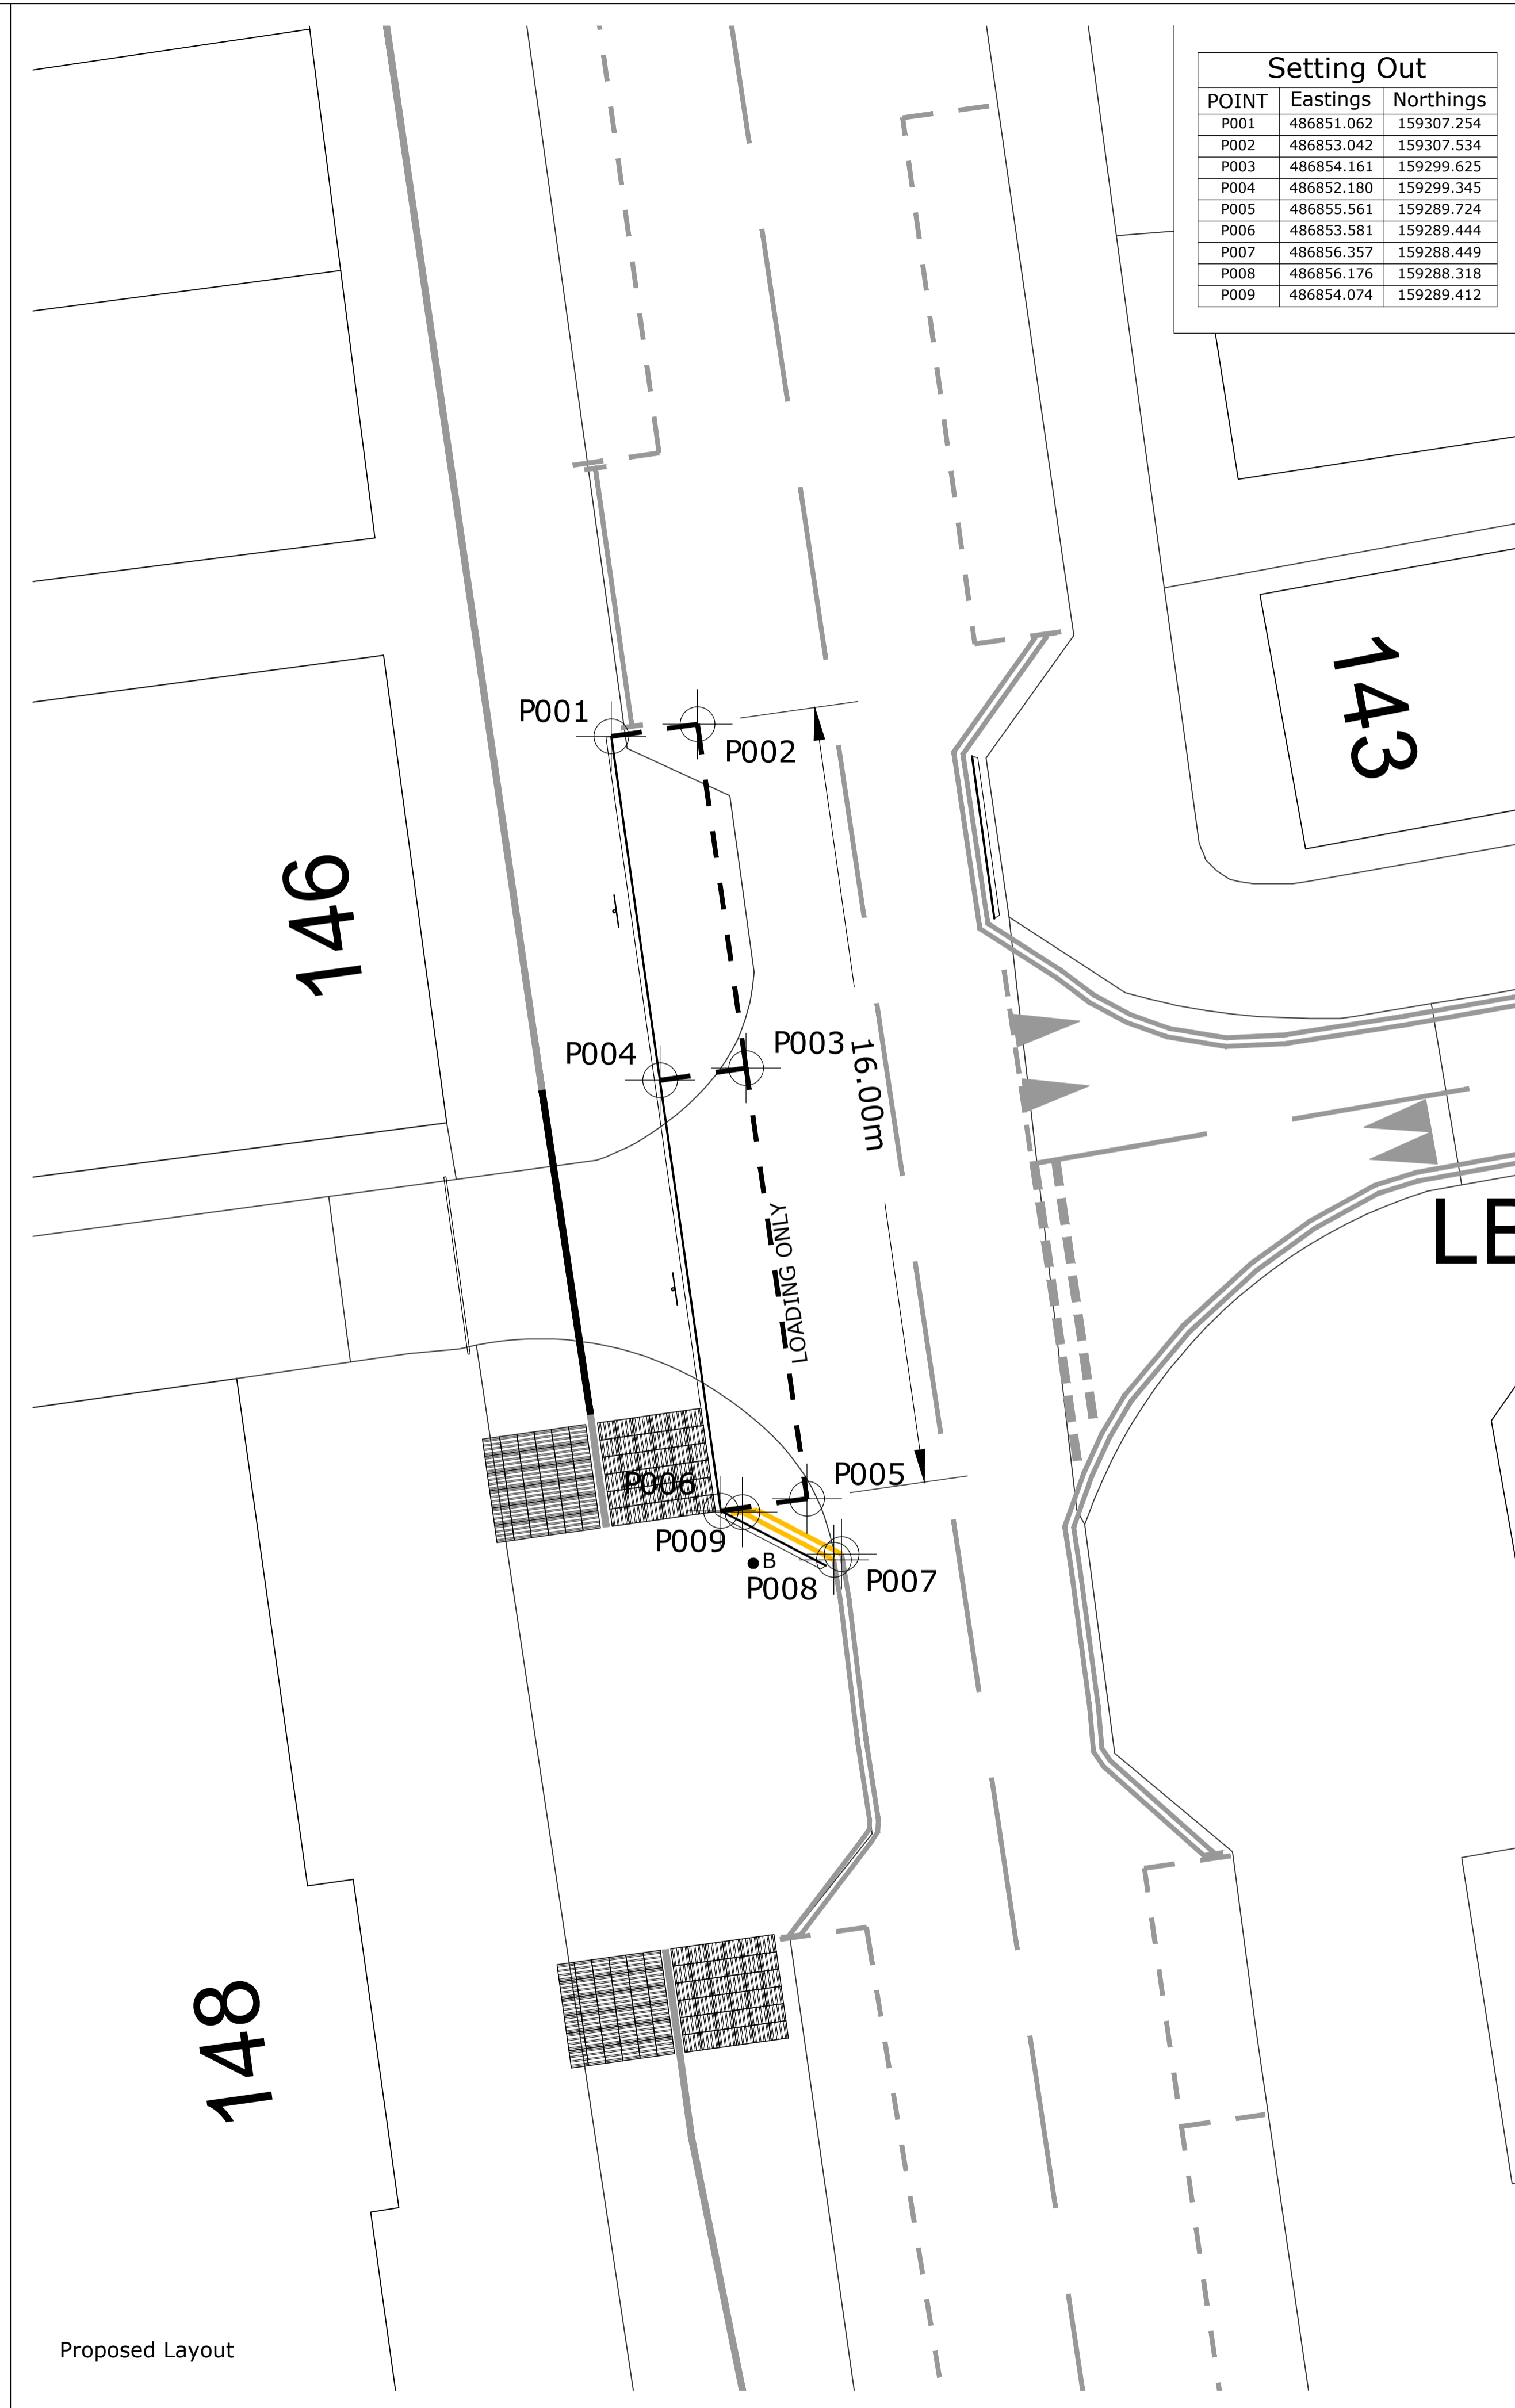 Setting Out
POINT Eastings Northings
P001 486851.062 159307.254
P002 486853.042 159307.534
P003 486854.161 159299.625
P004 486852.180 159299.345
P005 486855.561 159289.724
P006 486853.581 159289.444
P007 486856.357 159288.449
P008 486856.176 159288.318
P009 486854.074 159289.412
143
P001
P002
146
P003
P004
16.00m
LOADING ONLY
LE
P005
P006
P009
B
P008
P007
148
Proposed Layout